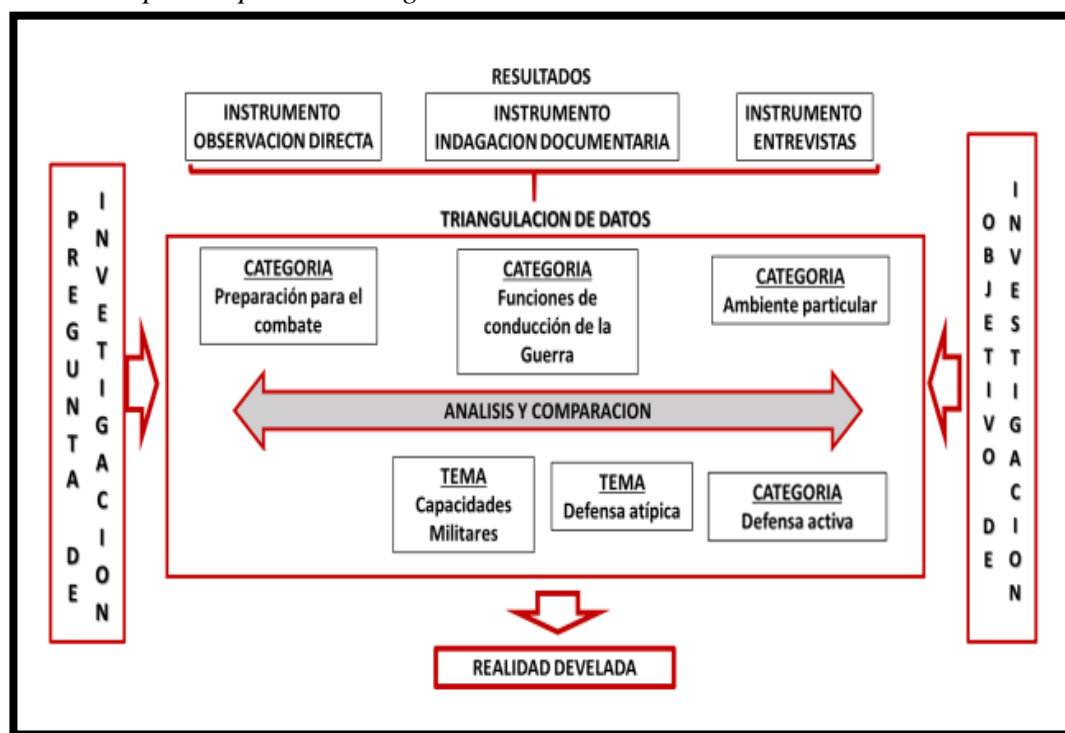 RESULTADOS
INSTRUMENTO
OBSERVACION DIRECTA
INSTRUMENTO
INDAGACION DOCUMENTARIA
INSTRUMENTO
ENTREVISTAS
TRIANGULACION DE DATOS
PREGUNTA DE
INVETIGACION
CATEGORIA
Preparación para el
combate
CATEGORIA
Funciones de
conducción de la
Guerra
CATEGORIA
Ambiente particular
ANALISIS Y COMPARACION
TEMA
Capacidades
Militares
TEMA
Defensa atípica
CATEGORIA
Defensa activa
OBJETIVO DE
INVESTIGACION
REALIDAD DEVELADA